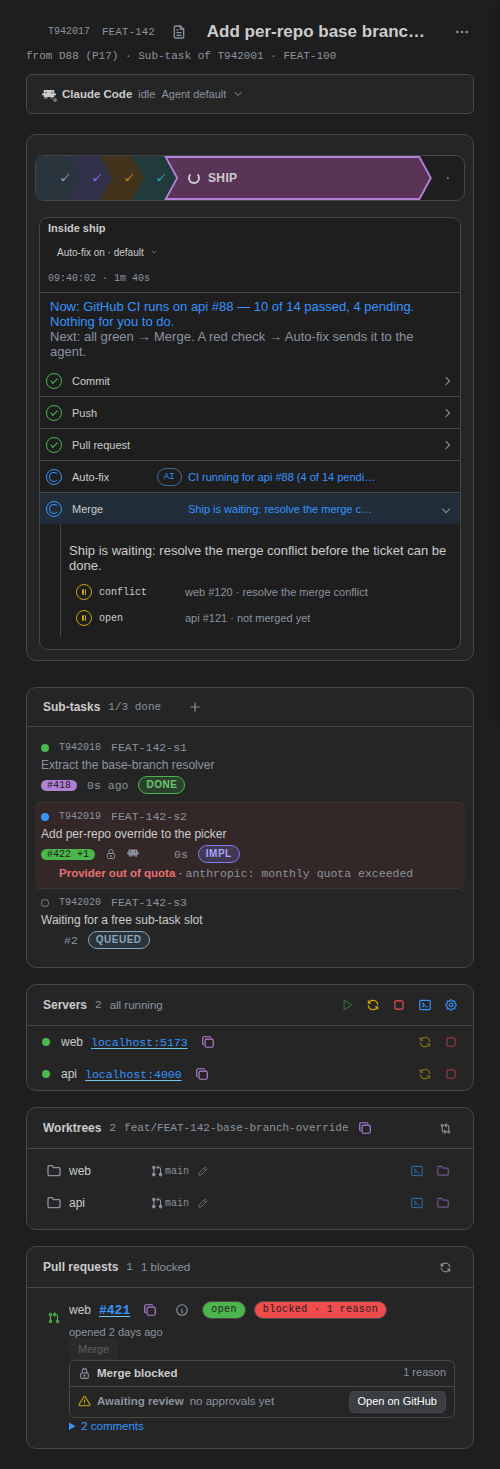 T942017 FEAT-142 Add per-repo base branc…
from D88 (P17) · Sub-task of T942001 · FEAT-100
Claude Code idle Agent default
SHIP
Inside ship
Auto-fix on · default
09:40:02 · 1m 40s
Now: GitHub CI runs on api #88 — 10 of 14 passed, 4 pending.
Nothing for you to do.
Next: all green → Merge. A red check → Auto-fix sends it to the
agent.
Commit
Push
Pull request
Auto-fix AI CI running for api #88 (4 of 14 pendi…
Merge Ship is waiting: resolve the merge c…
Ship is waiting: resolve the merge conflict before the ticket can be
done.
conflict web #120 · resolve the merge conflict
open api #121 · not merged yet
Sub-tasks 1/3 done
T942018 FEAT-142-s1
Extract the base-branch resolver
#418 0s ago DONE
T942019 FEAT-142-s2
Add per-repo override to the picker
#422 +1 0s IMPL
Provider out of quota · anthropic: monthly quota exceeded
T942020 FEAT-142-s3
Waiting for a free sub-task slot
#2 QUEUED
Servers 2 all running
web localhost:5173
api localhost:4000
Worktrees 2 feat/FEAT-142-base-branch-override
web main
api main
Pull requests 1 1 blocked
web #421 open blocked · 1 reason
opened 2 days ago
Merge
Merge blocked 1 reason
Awaiting review no approvals yet Open on GitHub
2 comments